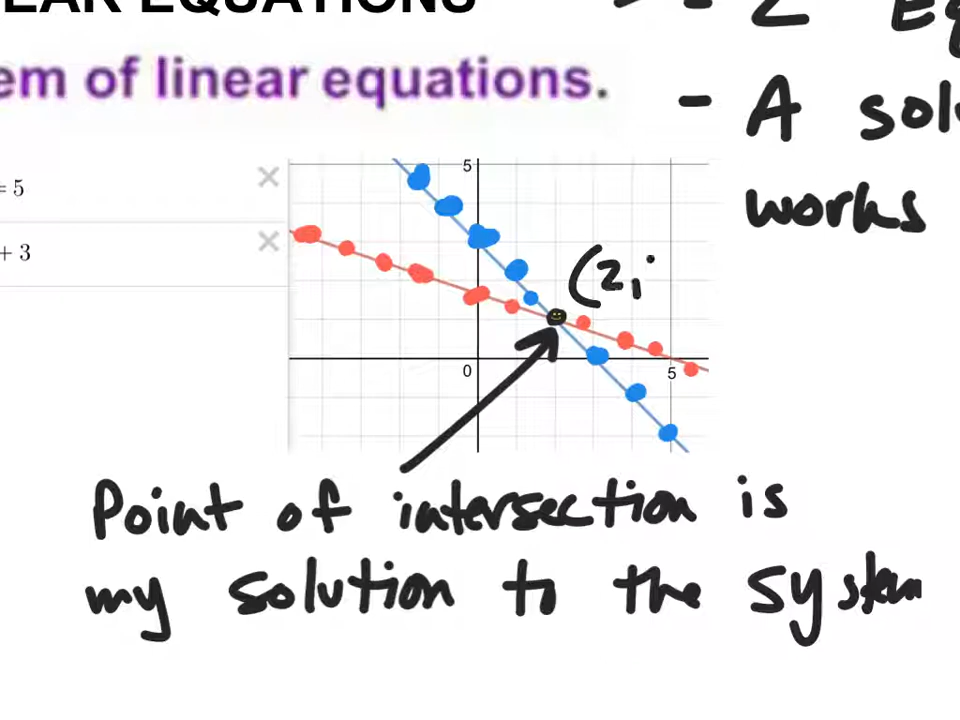 EAR EQUATIONS
- 2 Eq
em of linear equations.
- A sol
works
= 5
+ 3
5
(2,
0
5
Point of intersection is
my solution to the system